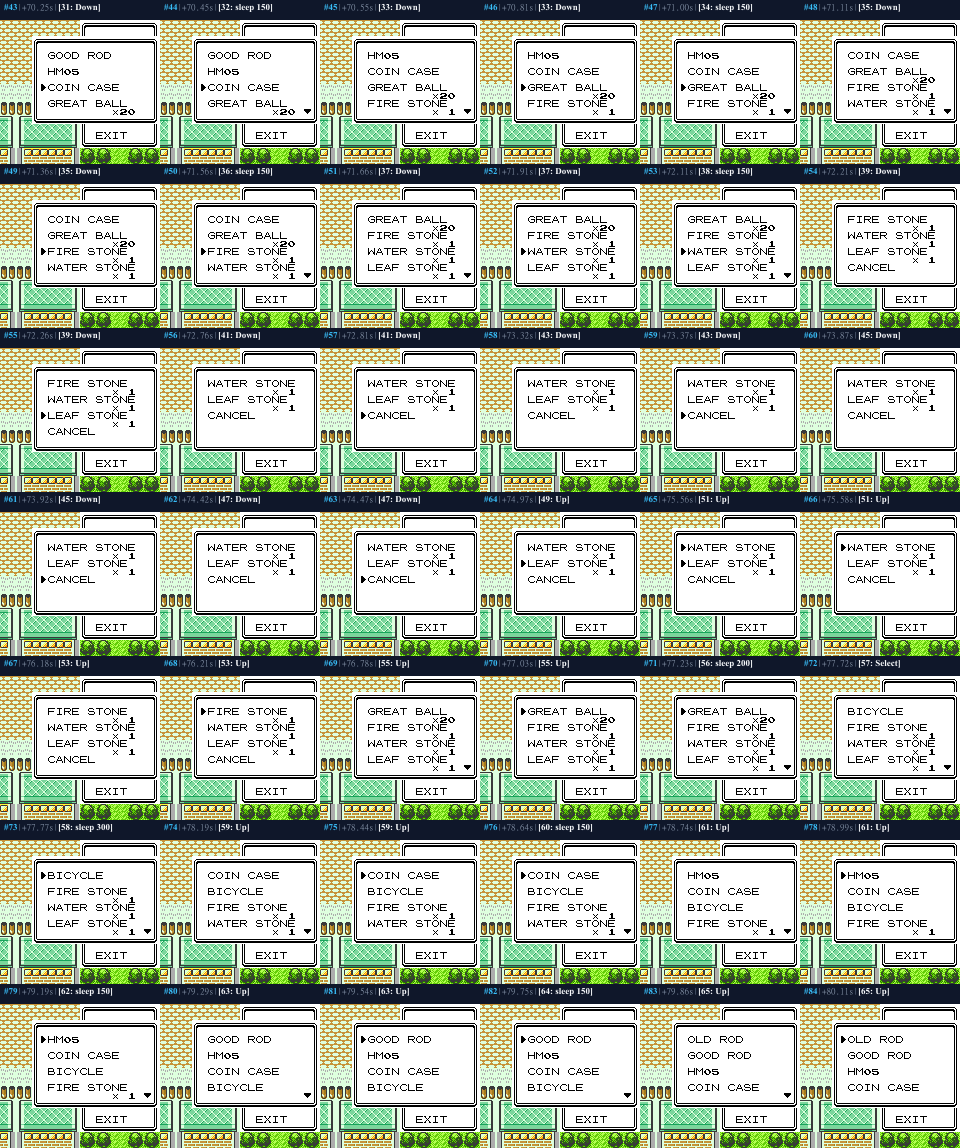 #43|+70.25s| [31: Down]
GOOD ROD
HM05
▶COIN CASE
GREAT BALL
×20
EXIT
#44|+70.45s| [32: sleep 150]
GOOD ROD
HM05
▶COIN CASE
GREAT BALL
×20
EXIT
#45|+70.55s| [33: Down]
HM05
COIN CASE
GREAT BALL
×20
FIRE STONE
× 1
EXIT
#46|+70.81s| [33: Down]
HM05
COIN CASE
▶GREAT BALL
×20
FIRE STONE
× 1
EXIT
#47|+71.00s| [34: sleep 150]
HM05
COIN CASE
▶GREAT BALL
×20
FIRE STONE
× 1
EXIT
#48|+71.11s| [35: Down]
COIN CASE
GREAT BALL
×20
FIRE STONE
× 1
WATER STONE
× 1
EXIT
#49|+71.36s| [35: Down]
COIN CASE
GREAT BALL
×20
▶FIRE STONE
× 1
WATER STONE
× 1
EXIT
#50|+71.56s| [36: sleep 150]
COIN CASE
GREAT BALL
×20
▶FIRE STONE
× 1
WATER STONE
× 1
EXIT
#51|+71.66s| [37: Down]
GREAT BALL
×20
FIRE STONE
× 1
WATER STONE
× 1
LEAF STONE
× 1
EXIT
#52|+71.91s| [37: Down]
GREAT BALL
×20
FIRE STONE
× 1
▶WATER STONE
× 1
LEAF STONE
× 1
EXIT
#53|+72.11s| [38: sleep 150]
GREAT BALL
×20
FIRE STONE
× 1
▶WATER STONE
× 1
LEAF STONE
× 1
EXIT
#54|+72.21s| [39: Down]
FIRE STONE
× 1
WATER STONE
× 1
LEAF STONE
× 1
CANCEL
EXIT
#55|+72.26s| [39: Down]
FIRE STONE
× 1
WATER STONE
× 1
▶LEAF STONE
× 1
CANCEL
EXIT
#56|+72.76s| [41: Down]
WATER STONE
× 1
LEAF STONE
× 1
CANCEL
EXIT
#57|+72.81s| [41: Down]
WATER STONE
× 1
LEAF STONE
× 1
▶CANCEL
EXIT
#58|+73.32s| [43: Down]
WATER STONE
× 1
LEAF STONE
× 1
CANCEL
EXIT
#59|+73.37s| [43: Down]
WATER STONE
× 1
LEAF STONE
× 1
▶CANCEL
EXIT
#60|+73.87s| [45: Down]
WATER STONE
× 1
LEAF STONE
× 1
CANCEL
EXIT
#61|+73.92s| [45: Down]
WATER STONE
× 1
LEAF STONE
× 1
▶CANCEL
EXIT
#62|+74.42s| [47: Down]
WATER STONE
× 1
LEAF STONE
× 1
CANCEL
EXIT
#63|+74.47s| [47: Down]
WATER STONE
× 1
LEAF STONE
× 1
▶CANCEL
EXIT
#64|+74.97s| [49: Up]
WATER STONE
× 1
▶LEAF STONE
× 1
CANCEL
EXIT
#65|+75.56s| [51: Up]
▶WATER STONE
× 1
▶LEAF STONE
× 1
CANCEL
EXIT
#66|+75.58s| [51: Up]
▶WATER STONE
× 1
LEAF STONE
× 1
CANCEL
EXIT
#67|+76.18s| [53: Up]
FIRE STONE
× 1
WATER STONE
× 1
LEAF STONE
× 1
CANCEL
EXIT
#68|+76.21s| [53: Up]
▶FIRE STONE
× 1
WATER STONE
× 1
LEAF STONE
× 1
CANCEL
EXIT
#69|+76.78s| [55: Up]
GREAT BALL
×20
FIRE STONE
× 1
WATER STONE
× 1
LEAF STONE
× 1
EXIT
#70|+77.03s| [55: Up]
▶GREAT BALL
×20
FIRE STONE
× 1
WATER STONE
× 1
LEAF STONE
× 1
EXIT
#71|+77.23s| [56: sleep 200]
▶GREAT BALL
×20
FIRE STONE
× 1
WATER STONE
× 1
LEAF STONE
× 1
EXIT
#72|+77.72s| [57: Select]
BICYCLE
FIRE STONE
× 1
WATER STONE
× 1
LEAF STONE
× 1
EXIT
#73|+77.77s| [58: sleep 300]
▶BICYCLE
FIRE STONE
× 1
WATER STONE
× 1
LEAF STONE
× 1
EXIT
#74|+78.19s| [59: Up]
COIN CASE
BICYCLE
FIRE STONE
× 1
WATER STONE
× 1
EXIT
#75|+78.44s| [59: Up]
▶COIN CASE
BICYCLE
FIRE STONE
× 1
WATER STONE
× 1
EXIT
#76|+78.64s| [60: sleep 150]
▶COIN CASE
BICYCLE
FIRE STONE
× 1
WATER STONE
× 1
EXIT
#77|+78.74s| [61: Up]
HM05
COIN CASE
BICYCLE
FIRE STONE
× 1
EXIT
#78|+78.99s| [61: Up]
▶HM05
COIN CASE
BICYCLE
FIRE STONE
× 1
EXIT
#79|+79.19s| [62: sleep 150]
▶HM05
COIN CASE
BICYCLE
FIRE STONE
× 1
EXIT
#80|+79.29s| [63: Up]
GOOD ROD
HM05
COIN CASE
BICYCLE
EXIT
#81|+79.54s| [63: Up]
▶GOOD ROD
HM05
COIN CASE
BICYCLE
EXIT
#82|+79.75s| [64: sleep 150]
▶GOOD ROD
HM05
COIN CASE
BICYCLE
EXIT
#83|+79.86s| [65: Up]
OLD ROD
GOOD ROD
HM05
COIN CASE
EXIT
#84|+80.11s| [65: Up]
▶OLD ROD
GOOD ROD
HM05
COIN CASE
EXIT